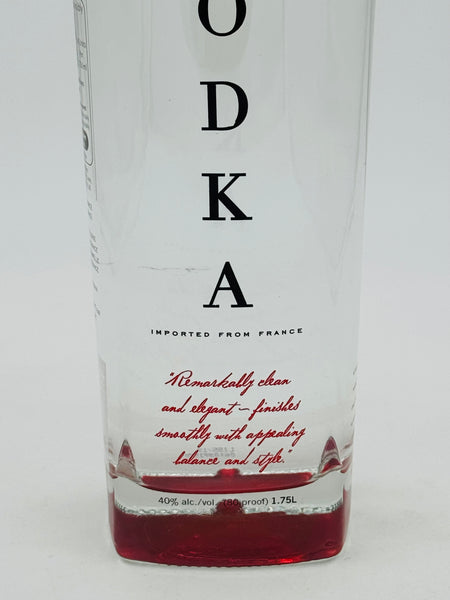 O
D
K
A
IMPORTED FROM FRANCE
"Remarkably clean
and elegant – finishes
smoothly with appealing
balance and style."
40% alc./vol. (80 proof) 1.75L